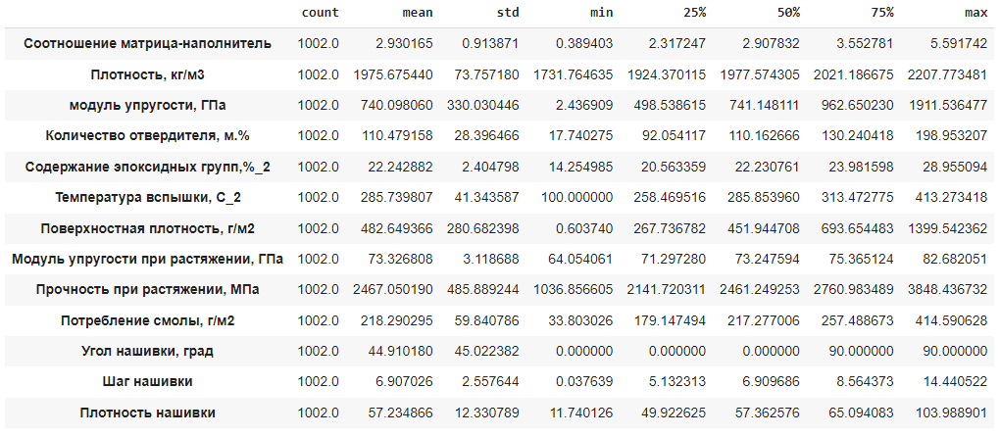 count mean std min 25% 50% 75% max
Соотношение матрица-наполнитель 1002.0 2.930165 0.913871 0.389403 2.317247 2.907832 3.552781 5.591742
Плотность, кг/м3 1002.0 1975.675440 73.757180 1731.764635 1924.370115 1977.574305 2021.186675 2207.773481
модуль упругости, ГПа 1002.0 740.098060 330.030446 2.436909 498.538615 741.148111 962.650230 1911.536477
Количество отвердителя, м.% 1002.0 110.479158 28.396466 17.740275 92.054117 110.162666 130.240418 198.953207
Содержание эпоксидных групп,%_2 1002.0 22.242882 2.404798 14.254985 20.563359 22.230761 23.981598 28.955094
Температура вспышки, С_2 1002.0 285.739807 41.343587 100.000000 258.469516 285.853960 313.472775 413.273418
Поверхностная плотность, г/м2 1002.0 482.649366 280.682398 0.603740 267.736782 451.944708 693.654483 1399.542362
Модуль упругости при растяжении, ГПа 1002.0 73.326808 3.118688 64.054061 71.297280 73.247594 75.365124 82.682051
Прочность при растяжении, МПа 1002.0 2467.050190 485.889244 1036.856605 2141.720311 2461.249253 2760.983489 3848.436732
Потребление смолы, г/м2 1002.0 218.290295 59.840786 33.803026 179.147494 217.277006 257.488673 414.590628
Угол нашивки, град 1002.0 44.910180 45.022382 0.000000 0.000000 0.000000 90.000000 90.000000
Шаг нашивки 1002.0 6.907026 2.557644 0.037639 5.132313 6.909686 8.564373 14.440522
Плотность нашивки 1002.0 57.234866 12.330789 11.740126 49.922625 57.362576 65.094083 103.988901